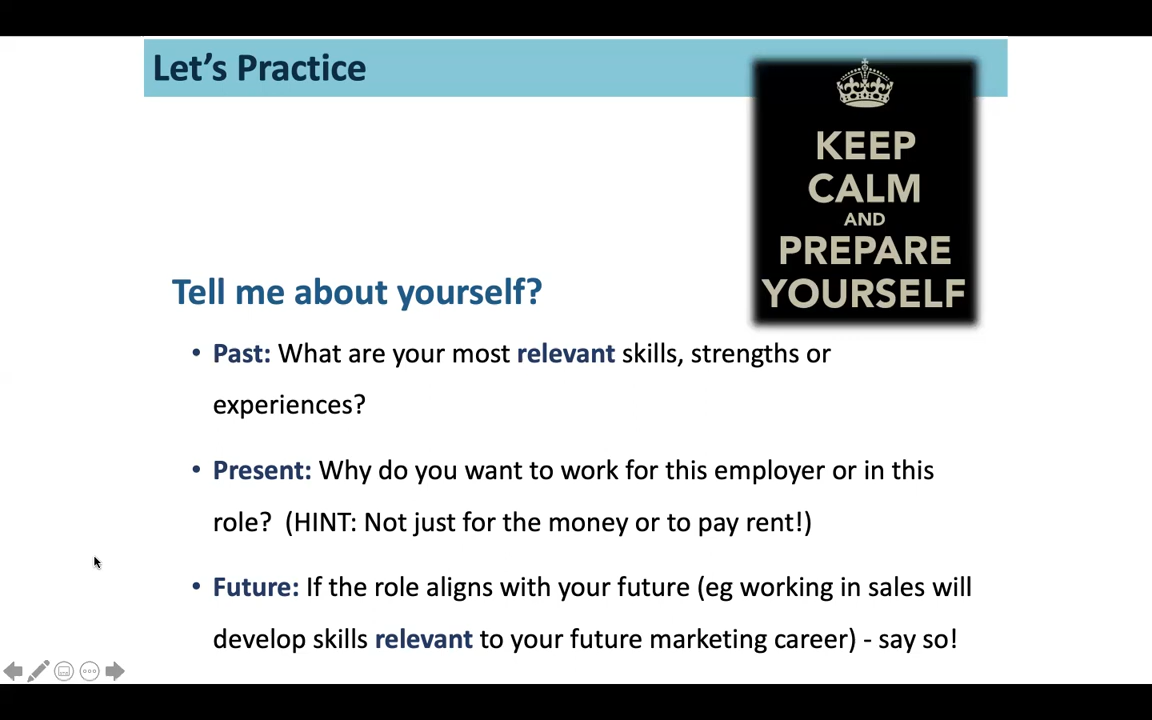 Let's Practice
KEEP
CALM
AND
PREPARE
YOURSELF
Tell me about yourself?
• Past: What are your most relevant skills, strengths or
experiences?
• Present: Why do you want to work for this employer or in this
role?  (HINT: Not just for the money or to pay rent!)
• Future: If the role aligns with your future (eg working in sales will
develop skills relevant to your future marketing career) - say so!